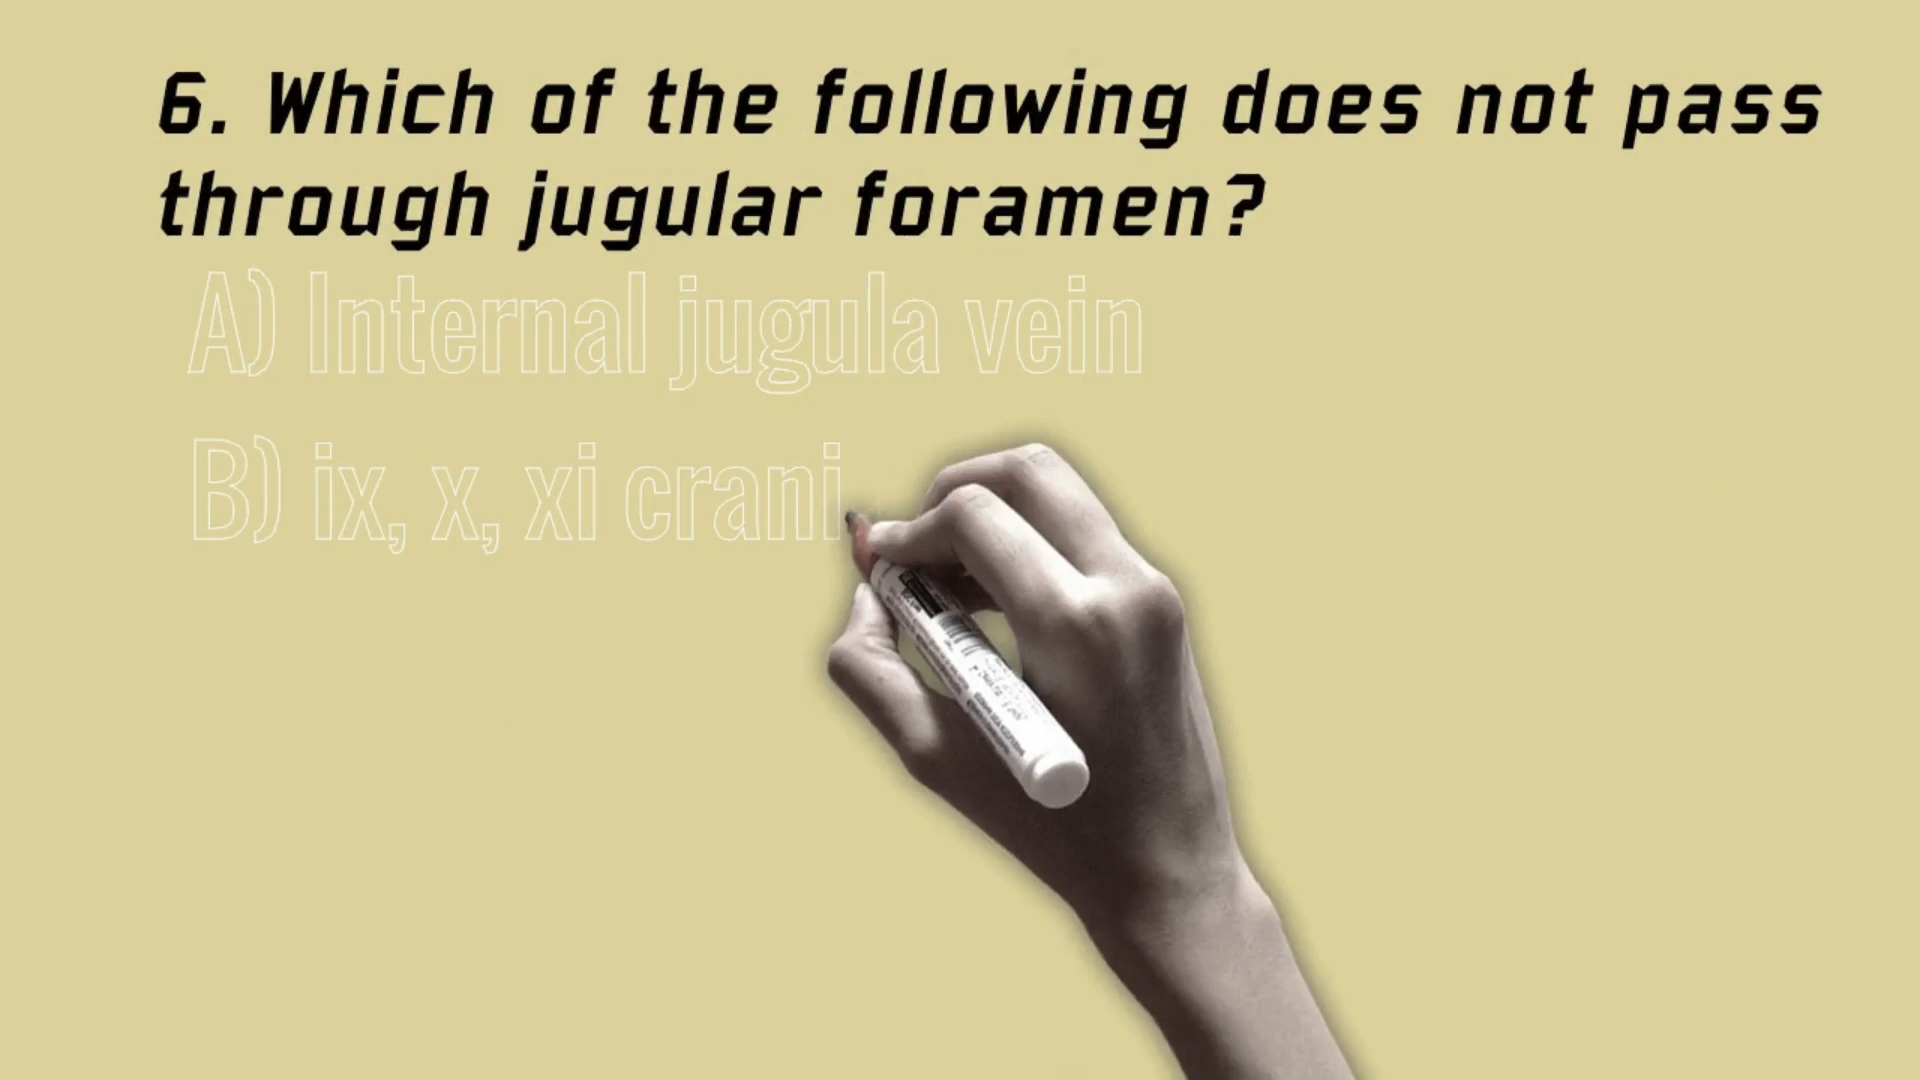 6. Which of the following does not pass
through jugular foramen?
A) Internal jugula vein
B) ix, x, xi crani